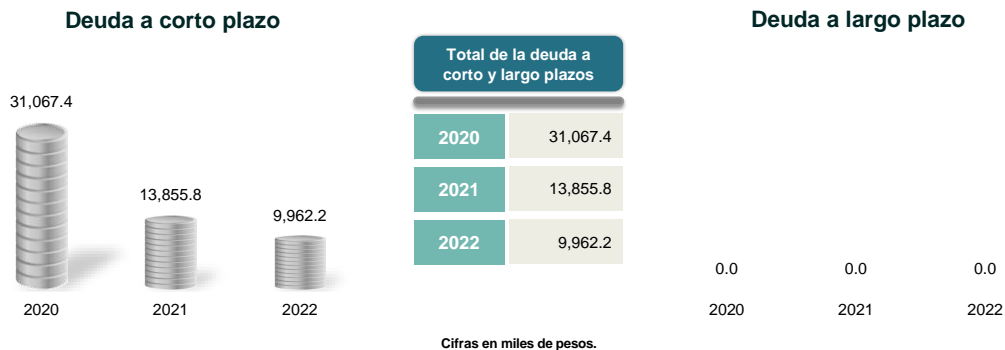 Deuda a corto plazo
31,067.4
13,855.8
9,962.2
2020 2021 2022
Total de la deuda a
corto y largo plazos
2020 31,067.4
2021 13,855.8
2022 9,962.2
Deuda a largo plazo
0.0 0.0 0.0
2020 2021 2022
Cifras en miles de pesos.